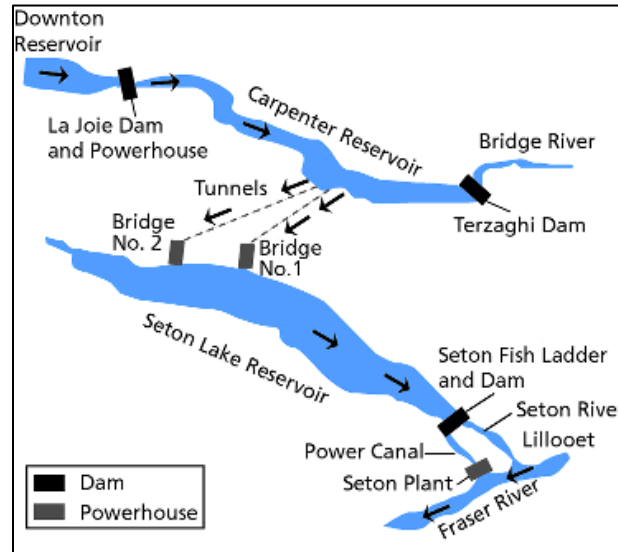 Downton
Reservoir
La Joie Dam
and Powerhouse
Carpenter Reservoir
Bridge River
Terzaghi Dam
Tunnels
Bridge
No. 2
Bridge
No.1
Seton Lake Reservoir
Seton Fish Ladder
and Dam
Seton Rive
Lillooet
Power Canal
Seton Plant
Fraser River
Dam
Powerhouse